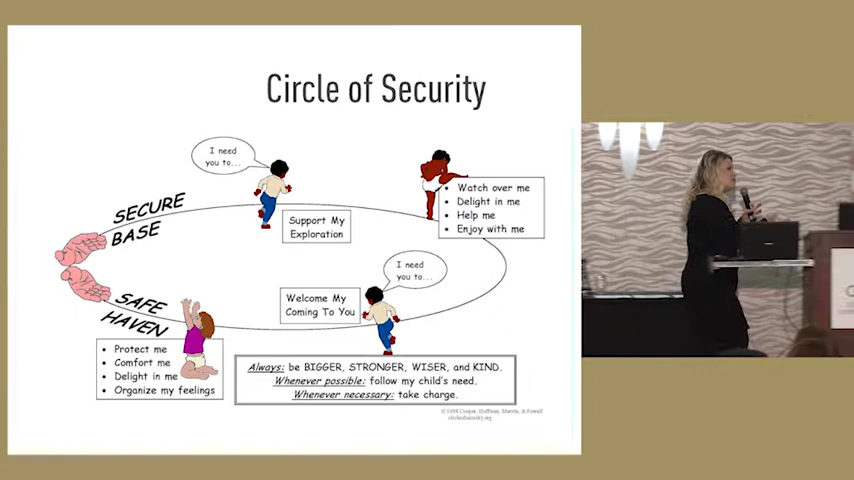 Circle of Security
I need
you to...
SECURE
BASE
Support My
Exploration
• Watch over me
• Delight in me
• Help me
• Enjoy with me
I need
you to...
Welcome My
Coming To You
SAFE
HAVEN
• Protect me
• Comfort me
• Delight in me
• Organize my feelings
Always: be BIGGER, STRONGER, WISER, and KIND.
Whenever possible: follow my child's need.
Whenever necessary: take charge.
© 1998 Cooper, Hoffman, Marvin, & Powell
circleofsecurity.org